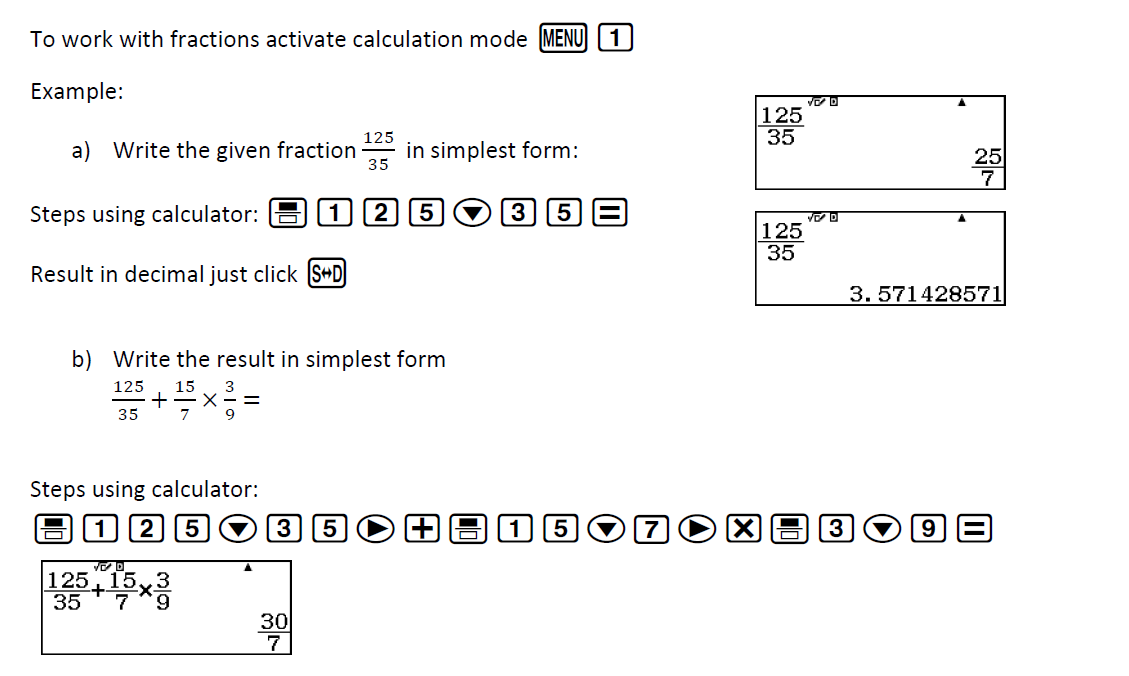 To work with fractions activate calculation mode MENU 1
Example:
a) Write the given fraction 125/35 in simplest form:
Steps using calculator: 1 2 5 ▼ 3 5 =
Result in decimal just click S⇔D
125/35
25/7
125/35
3.571428571
b) Write the result in simplest form
125/35 + 15/7 × 3/9 =
Steps using calculator:
1 2 5 ▼ 3 5 ▶ + 1 5 ▼ 7 ▶ × 3 ▼ 9 =
125/35+15/7×3/9
30/7